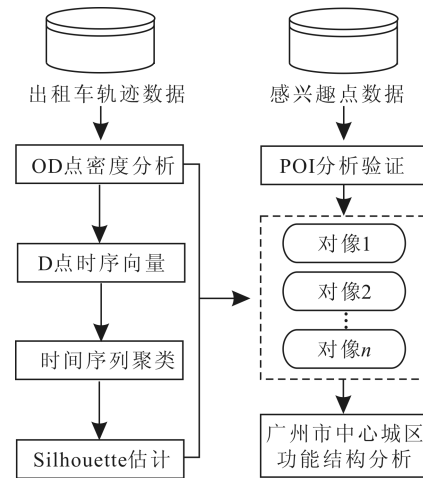 出租车轨迹数据
感兴趣点数据
OD点密度分析
POI分析验证
D点时序向量
对像1
对像2
时间序列聚类
对像n
Silhouette估计
广州市中心城区
功能结构分析